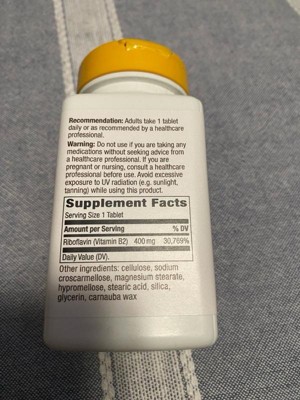 Recommendation: Adults take 1 tablet
daily or as recommended by a healthcare
professional.
Warning: Do not use if you are taking any
medications without seeking advice from
a healthcare professional. If you are
pregnant or nursing, consult a healthcare
professional before use. Avoid excessive
exposure to UV radiation (e.g. sunlight,
tanning) while using this product.
Supplement Facts
Serving Size 1 Tablet
Amount per Serving % DV
Riboflavin (Vitamin B2) 400 mg 30,769%
Daily Value (DV).
Other ingredients: cellulose, sodium
croscarmellose, magnesium stearate,
hypromellose, stearic acid, silica,
glycerin, carnauba wax